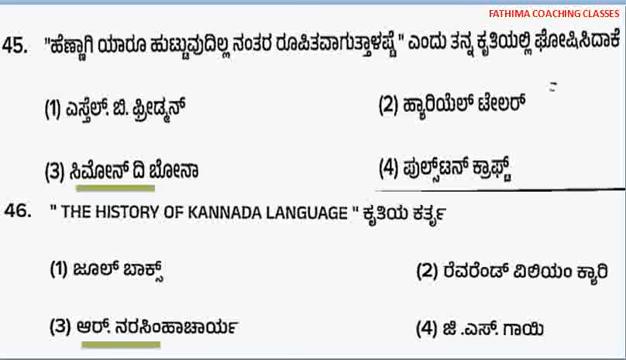 FATHIMA COACHING CLASSES
45. "ಹೆಣ್ಣಾಗಿ ಯಾರೂ ಹುಟ್ಟುವುದಿಲ್ಲ ನಂತರ ರೂಪಿತವಾಗುತ್ತಾಳಷ್ಟೆ" ಎಂದು ತನ್ನ ಕೃತಿಯಲ್ಲಿ ಘೋಷಿಸಿದಾಕೆ
(1) ಎಸ್ತೆಲ್. ಬಿ. ಫ್ರೀಡ್ಮನ್ (2) ಹ್ಯಾರಿಯೆಲ್ ಟೇಲರ್
(3) ಸಿಮೋನ್ ದಿ ಬೋನಾ (4) ಪುಲ್ಸ್‌ಟನ್ ಕ್ರಾಫ್ಟ್
46. " THE HISTORY OF KANNADA LANGUAGE " ಕೃತಿಯ ಕರ್ತೃ
(1) ಜೂಲ್ ಬಾಕ್ಸ್ (2) ರೆವರೆಂಡ್ ವಿಲಿಯಂ ಕ್ಯಾರಿ
(3) ಆರ್. ನರಸಿಂಹಾಚಾರ್ಯ (4) ಜಿ .ಎಸ್. ಗಾಯಿ